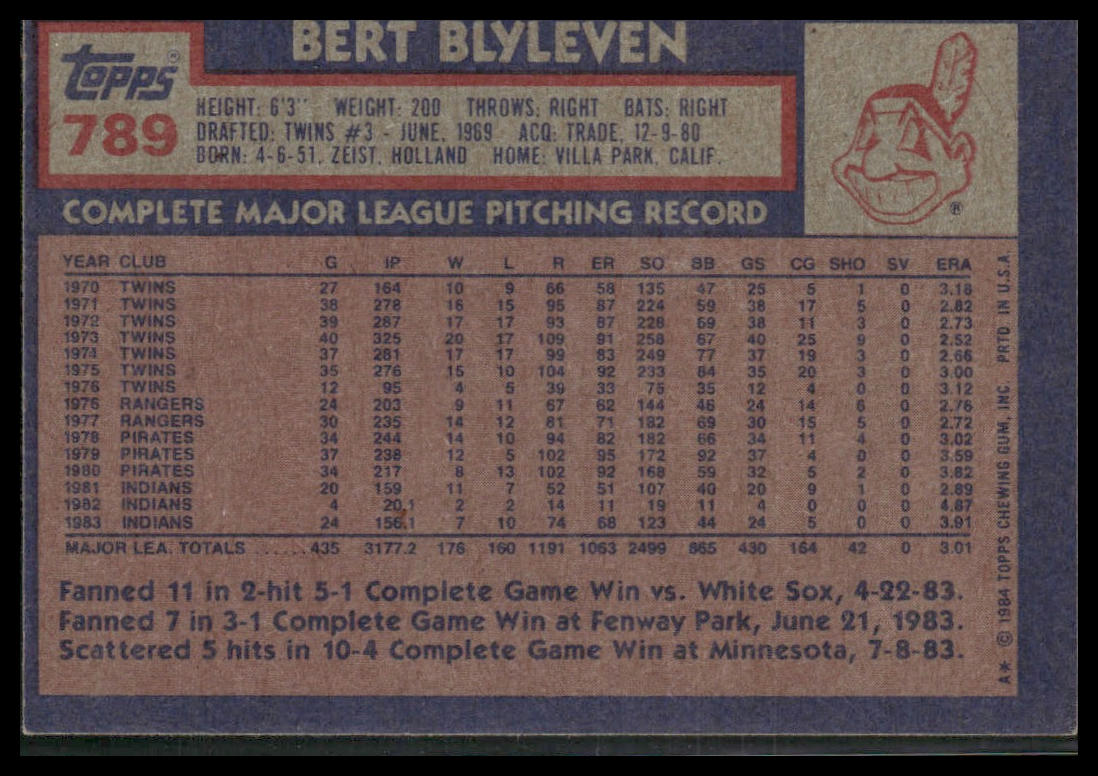 BERT BLYLEVEN
TOPPS®
789
HEIGHT: 6'3" WEIGHT: 200 THROWS: RIGHT BATS: RIGHT
DRAFTED: TWINS #3 - JUNE, 1969 ACQ: TRADE, 12-9-80
BORN: 4-6-51, ZEIST, HOLLAND HOME: VILLA PARK, CALIF.
®
COMPLETE MAJOR LEAGUE PITCHING RECORD
YEAR CLUB G IP W L R ER SO BB GS CG SHO SV ERA
1970 TWINS 27 164 10 9 66 58 135 47 25 5 1 0 3.18
1971 TWINS 38 278 16 15 95 87 224 59 38 17 5 0 2.82
1972 TWINS 39 287 17 17 93 87 228 69 38 11 3 0 2.73
1973 TWINS 40 325 20 17 109 91 258 67 40 25 9 0 2.52
1974 TWINS 37 281 17 17 99 83 249 77 37 19 3 0 2.66
1975 TWINS 35 276 15 10 104 92 233 84 35 20 3 0 3.00
1976 TWINS 12 95 4 5 39 33 75 35 12 4 0 0 3.12
1976 RANGERS 24 203 9 11 67 62 144 46 24 14 6 0 2.76
1977 RANGERS 30 235 14 12 81 71 182 69 30 15 5 0 2.72
1978 PIRATES 34 244 14 10 94 82 182 66 34 11 4 0 3.02
1979 PIRATES 37 238 12 5 102 95 172 92 37 4 0 0 3.59
1980 PIRATES 34 217 8 13 102 92 168 59 32 5 2 0 3.82
1981 INDIANS 20 159 11 7 52 51 107 40 20 9 1 0 2.89
1982 INDIANS 4 20.1 2 2 14 11 19 11 4 0 0 0 4.87
1983 INDIANS 24 156.1 7 10 74 68 123 44 24 5 0 0 3.91
MAJOR LEA. TOTALS ...... 435 3177.2 176 160 1191 1063 2499 865 430 164 42 0 3.01
Fanned 11 in 2-hit 5-1 Complete Game Win vs. White Sox, 4-22-83.
Fanned 7 in 3-1 Complete Game Win at Fenway Park, June 21, 1983.
Scattered 5 hits in 10-4 Complete Game Win at Minnesota, 7-8-83.
A* © 1984 TOPPS CHEWING GUM, INC. PRTD. IN U.S.A.